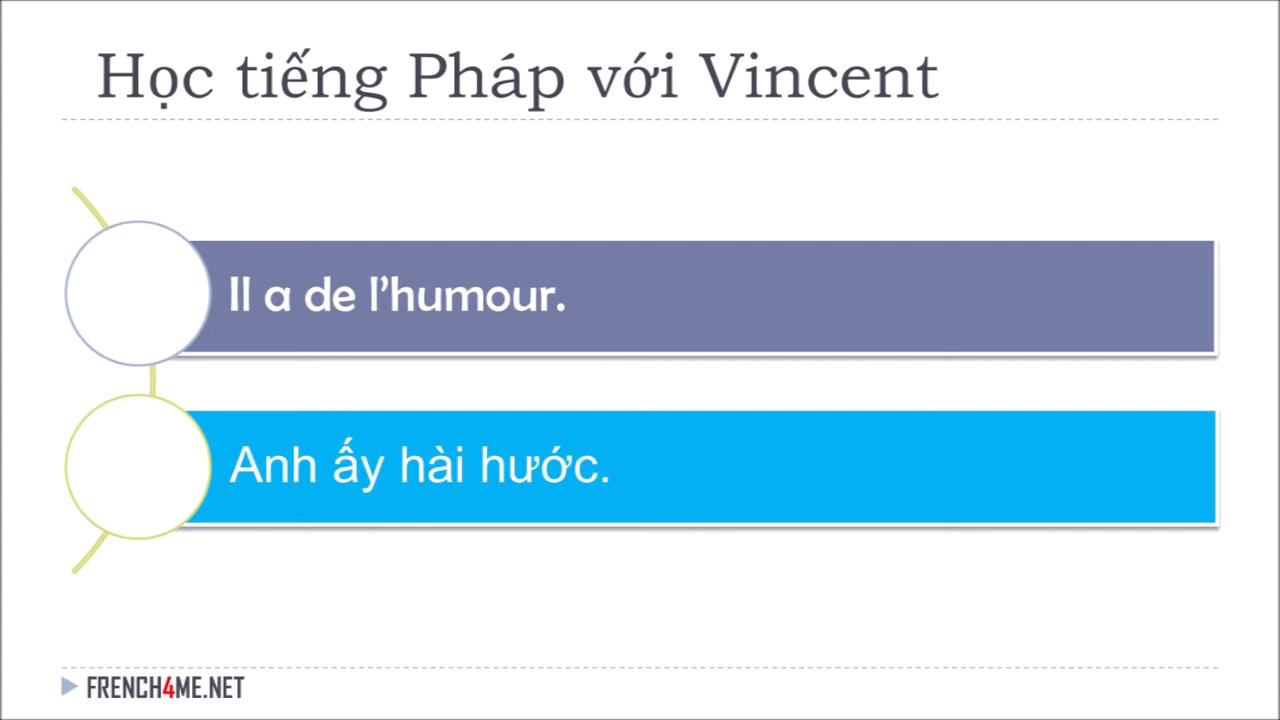 Học tiếng Pháp với Vincent
Il a de l’humour.
Anh ấy hài hước.
FRENCH4ME.NET